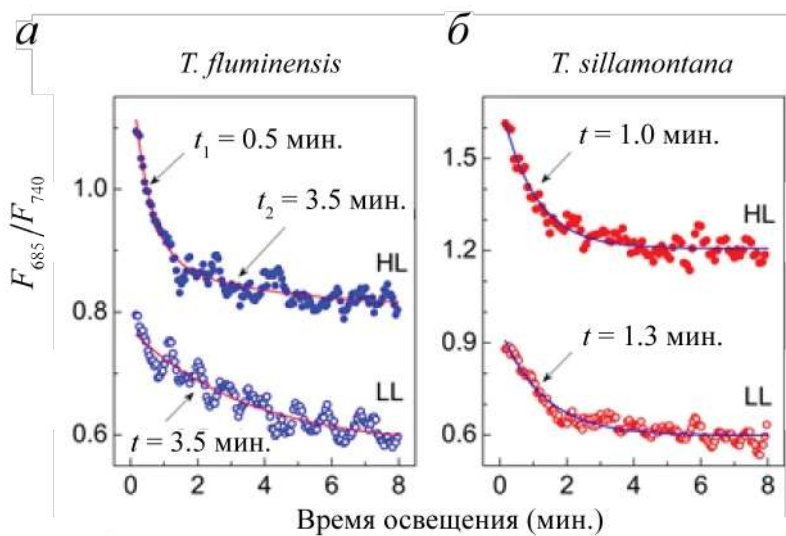 а
T. fluminensis
F685/F740
1.0
0.8
0.6
t1 = 0.5 мин.
t2 = 3.5 мин.
HL
LL
t = 3.5 мин.
0 2 4 6 8
б
T. sillamontana
1.5
1.2
0.9
0.6
t = 1.0 мин.
HL
t = 1.3 мин.
LL
0 2 4 6 8
Время освещения (мин.)